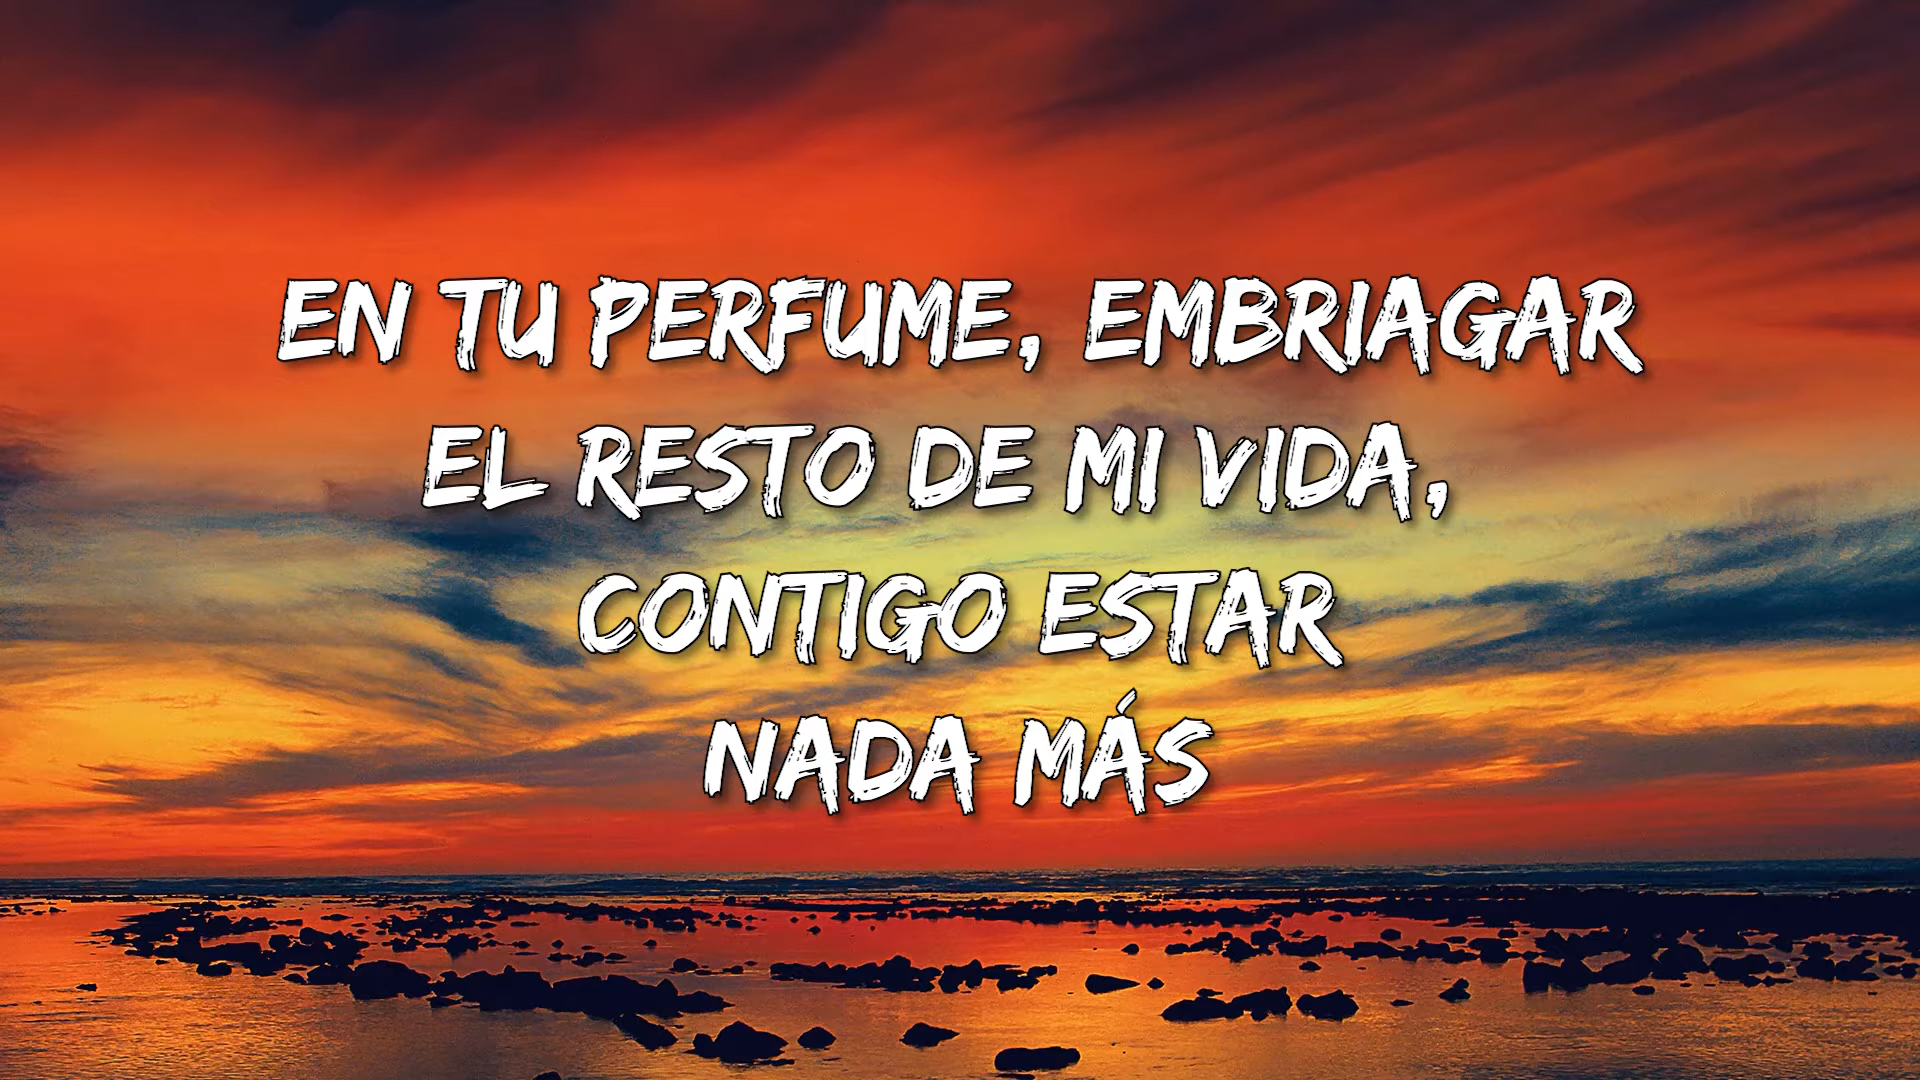 EN TU PERFUME, EMBRIAGAR
EL RESTO DE MI VIDA,
CONTIGO ESTAR
NADA MÁS